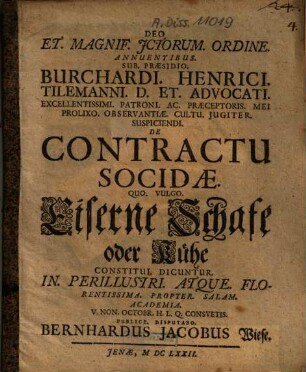 A. Diss. 11019
4.
DEO
ET. MAGNIF. JCTORUM. ORDINE.
ANNUENTIBUS.
SUB. PRÆSIDIO.
BURCHARDI. HENRICI.
TILEMANNI. D. ET. ADVOCATI.
EXCELLENTISSIMI. PATRONI. AC. PRÆCEPTORIS. MEI
PROLIXO. OBSERVANTIÆ. CULTU. JUGITER.
SUSPICIENDI.
DE
CONTRACTU
SOCIDÆ.
QUO. VULGO.
Eiserne Schafe
oder Kühe
CONSTITUI. DICUNTUR.
IN. PERILLUSTRI. ATQUE. FLO-
RENTISSIMA. PROPTER. SALAM.
ACADEMIA.
V. NON. OCTOBR. H. L. Q. CONSVETIS.
PUBLICE. DISPUTABO.
BERNHARDUS JACOBUS Wiese.
JENÆ, M DC LXXII.